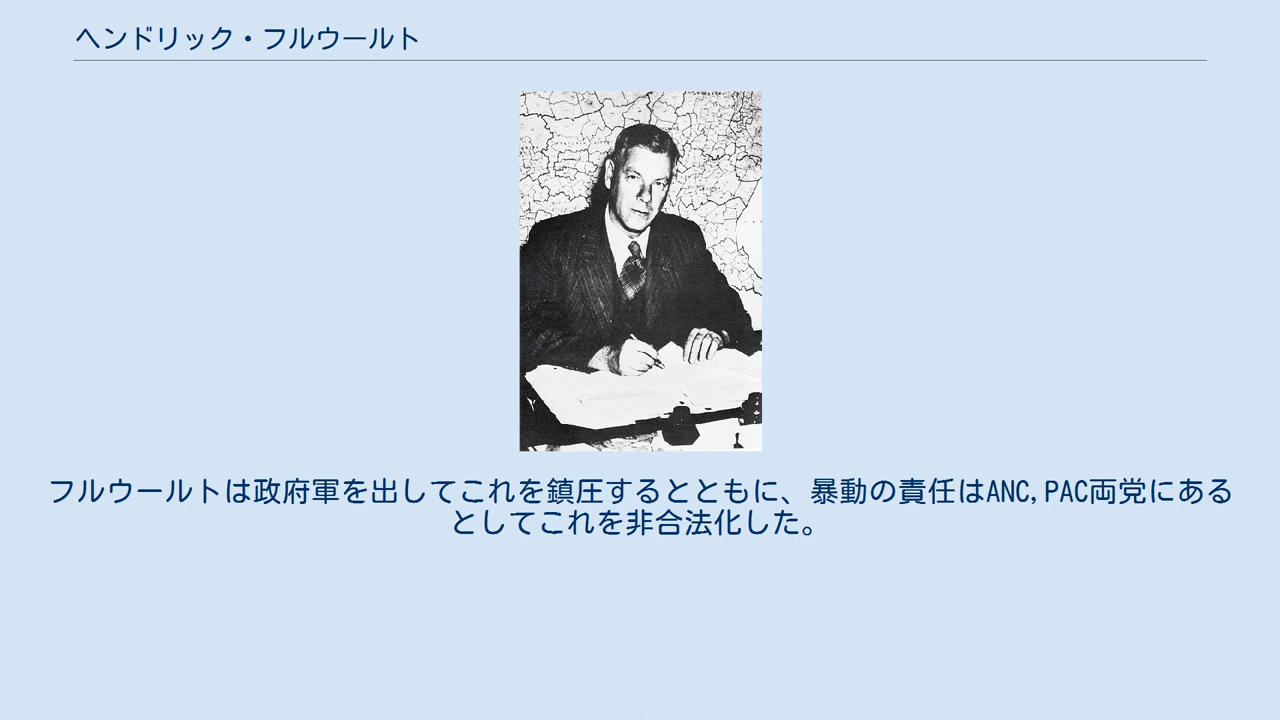 ヘンドリック・フルウールト
フルウールトは政府軍を出してこれを鎮圧するとともに、暴動の責任はANC,PAC両党にある
としてこれを非合法化した。